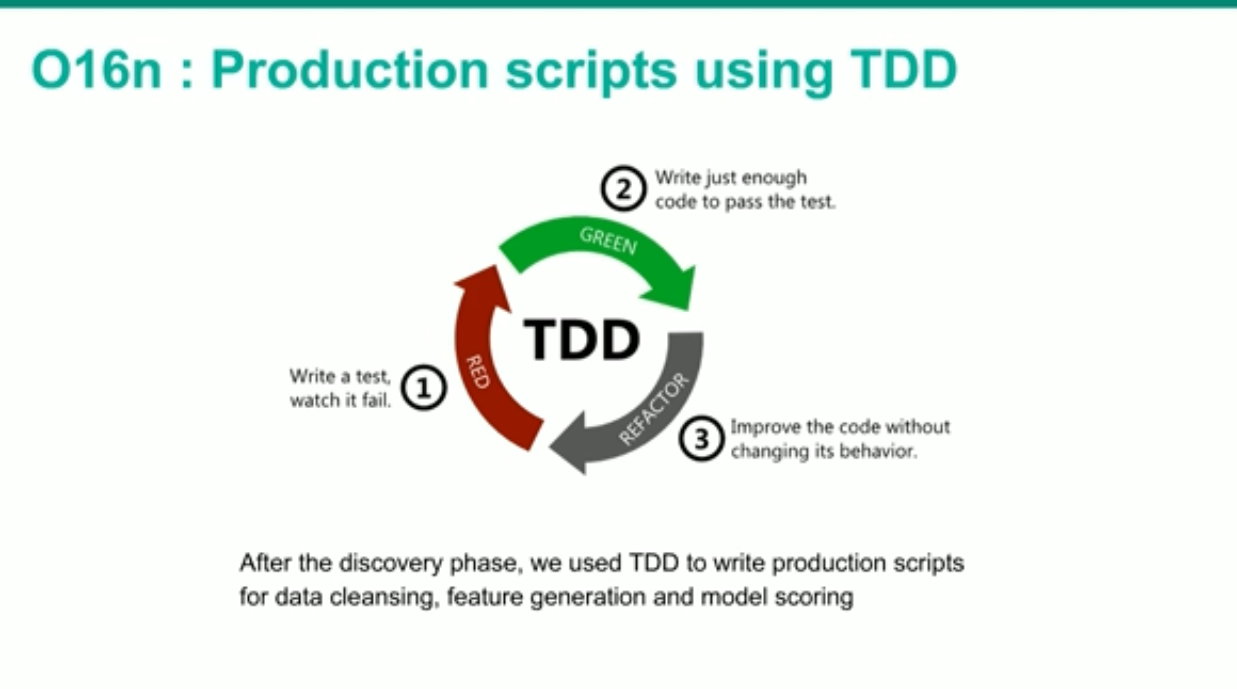 O16n : Production scripts using TDD
2
Write just enough
code to pass the test.
GREEN
TDD
RED
Write a test,
watch it fail.
1
REFACTOR
3
Improve the code without
changing its behavior.
After the discovery phase, we used TDD to write production scripts
for data cleansing, feature generation and model scoring